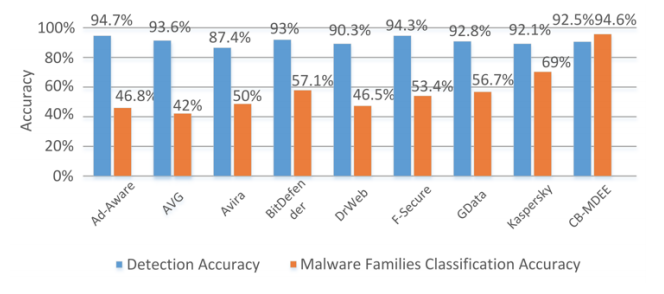 94.7% 93.6% 87.4% 93% 90.3% 94.3% 92.8% 92.1% 92.5% 94.6%
100%
80%
60%
40%
20%
0%
Accuracy
46.8% 42% 50% 57.1% 46.5% 53.4% 56.7% 69%
Ad-Aware
AVG
Avira
BitDefen
der
DrWeb
F-Secure
GData
Kaspersky
CB-MDEE
Detection Accuracy
Malware Families Classification Accuracy